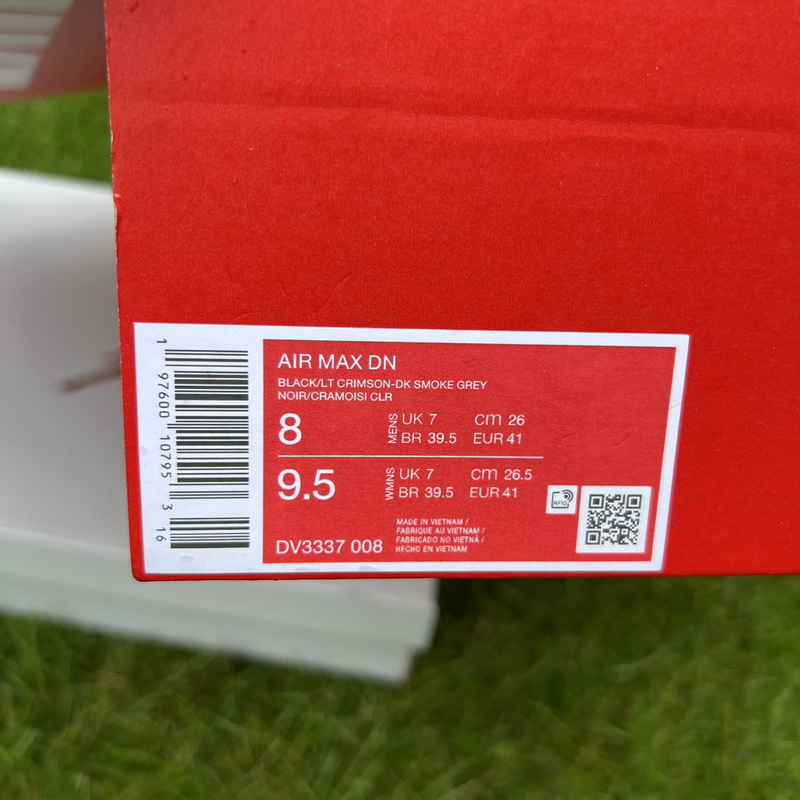 AIR MAX DN
BLACK/LT CRIMSON-DK SMOKE GREY
NOIR/CRAMOISI CLR
8 MENS UK 7 CM 26
BR 39.5 EUR 41
9.5 WMNS UK 7 CM 26.5
BR 39.5 EUR 41
RFID
MADE IN VIETNAM /
FABRIQUE AU VIETNAM /
FABRICADO NO VIETNÃ /
HECHO EN VIETNAM
DV3337 008
1 97600 10795 3 16